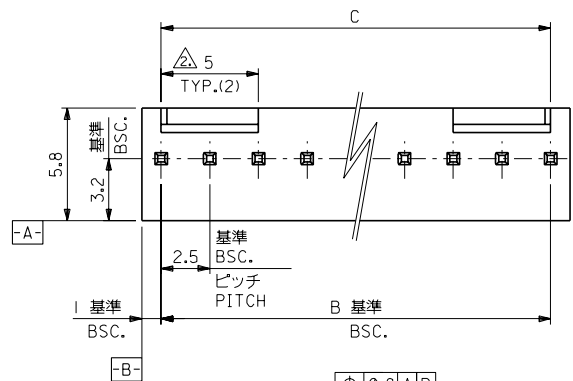 C
2. 5
TYP.(2)
5.8
3.2
基準
BSC.
-A-
2.5
基準
BSC.
ピッチ
PITCH
1 基準
BSC.
B 基準
BSC.
-B-